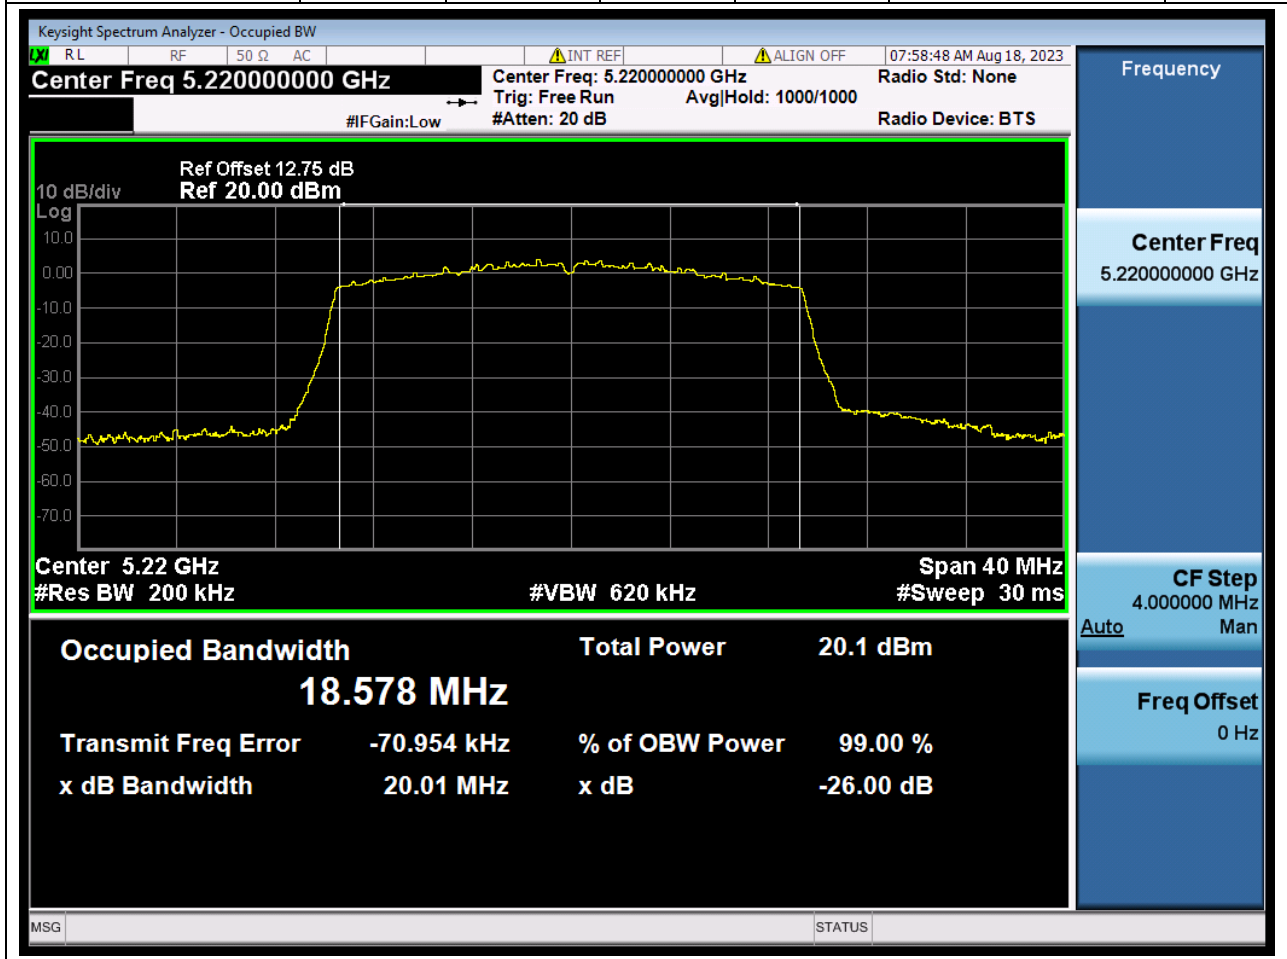 Keysight Spectrum Analyzer - Occupied BW
LXI RL RF 50 Ω AC INT REF ALIGN OFF 07:58:48 AM Aug 18, 2023
Center Freq 5.220000000 GHz
Center Freq: 5.220000000 GHz
Radio Std: None
Trig: Free Run Avg|Hold: 1000/1000
#IFGain:Low
#Atten: 20 dB
Radio Device: BTS
Frequency
Ref Offset 12.75 dB
10 dB/div Ref 20.00 dBm
Log
10.0
0.00
-10.0
-20.0
-30.0
-40.0
-50.0
-60.0
-70.0
Center 5.22 GHz Span 40 MHz
#Res BW 200 kHz #VBW 620 kHz #Sweep 30 ms
Center Freq
5.220000000 GHz
CF Step
4.000000 MHz
Auto Man
Freq Offset
0 Hz
Occupied Bandwidth Total Power 20.1 dBm
18.578 MHz
Transmit Freq Error -70.954 kHz % of OBW Power 99.00 %
x dB Bandwidth 20.01 MHz x dB -26.00 dB
MSG STATUS